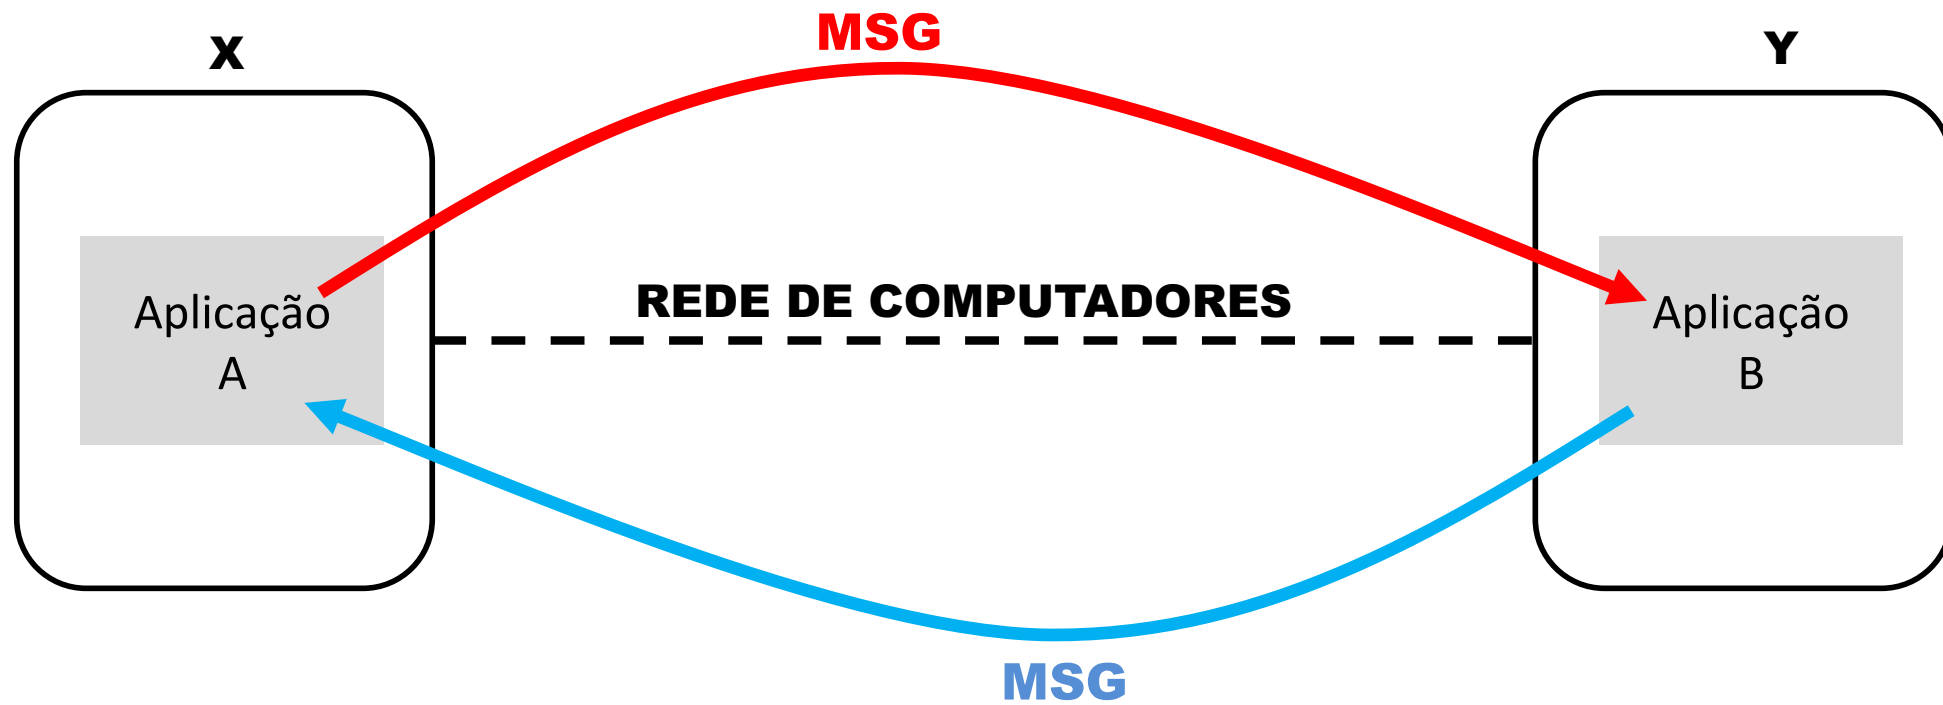 MSG
X
Y
REDE DE COMPUTADORES
Aplicação
A
Aplicação
B
MSG